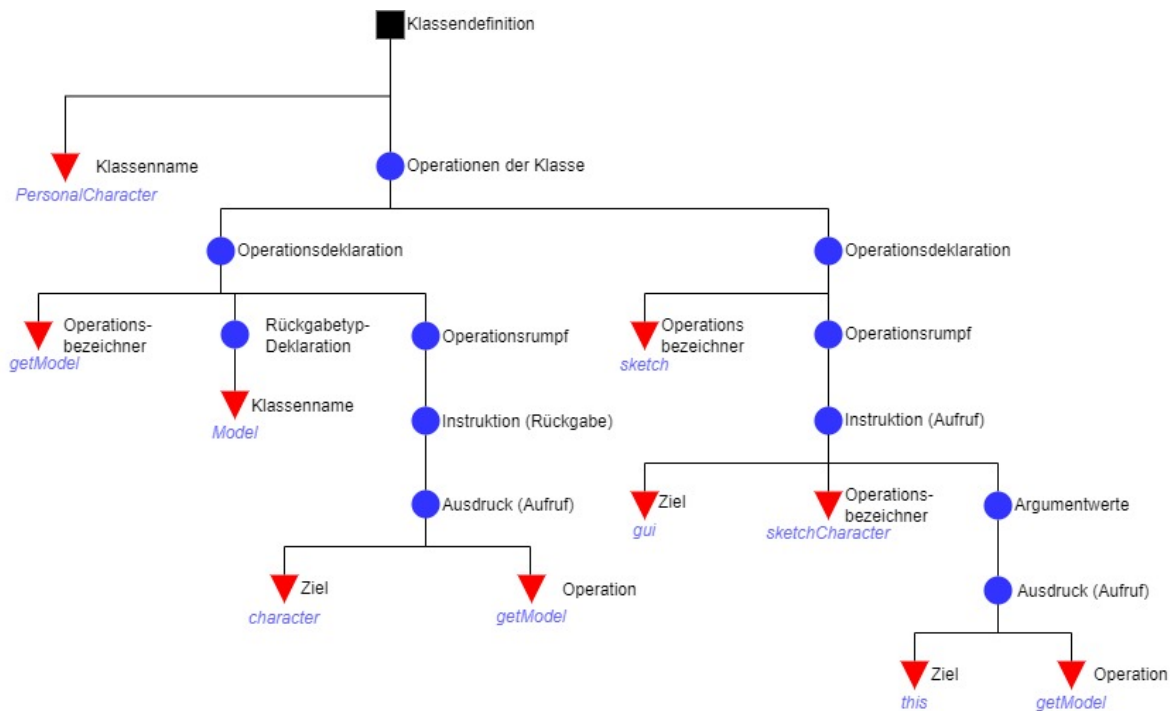 Klassendefinition
Klassenname
PersonalCharacter
Operationen der Klasse
Operationsdeklaration
Operationsdeklaration
Operations-
bezeichner
getModel
Rückgabetyp-
Deklaration
Operationsrumpf
Operations
bezeichner
sketch
Operationsrumpf
Klassenname
Model
Instruktion (Rückgabe)
Instruktion (Aufruf)
Ausdruck (Aufruf)
Ziel
gui
Operations-
bezeichner
sketchCharacter
Argumentwerte
Ziel
character
Operation
getModel
Ausdruck (Aufruf)
Ziel
this
Operation
getModel